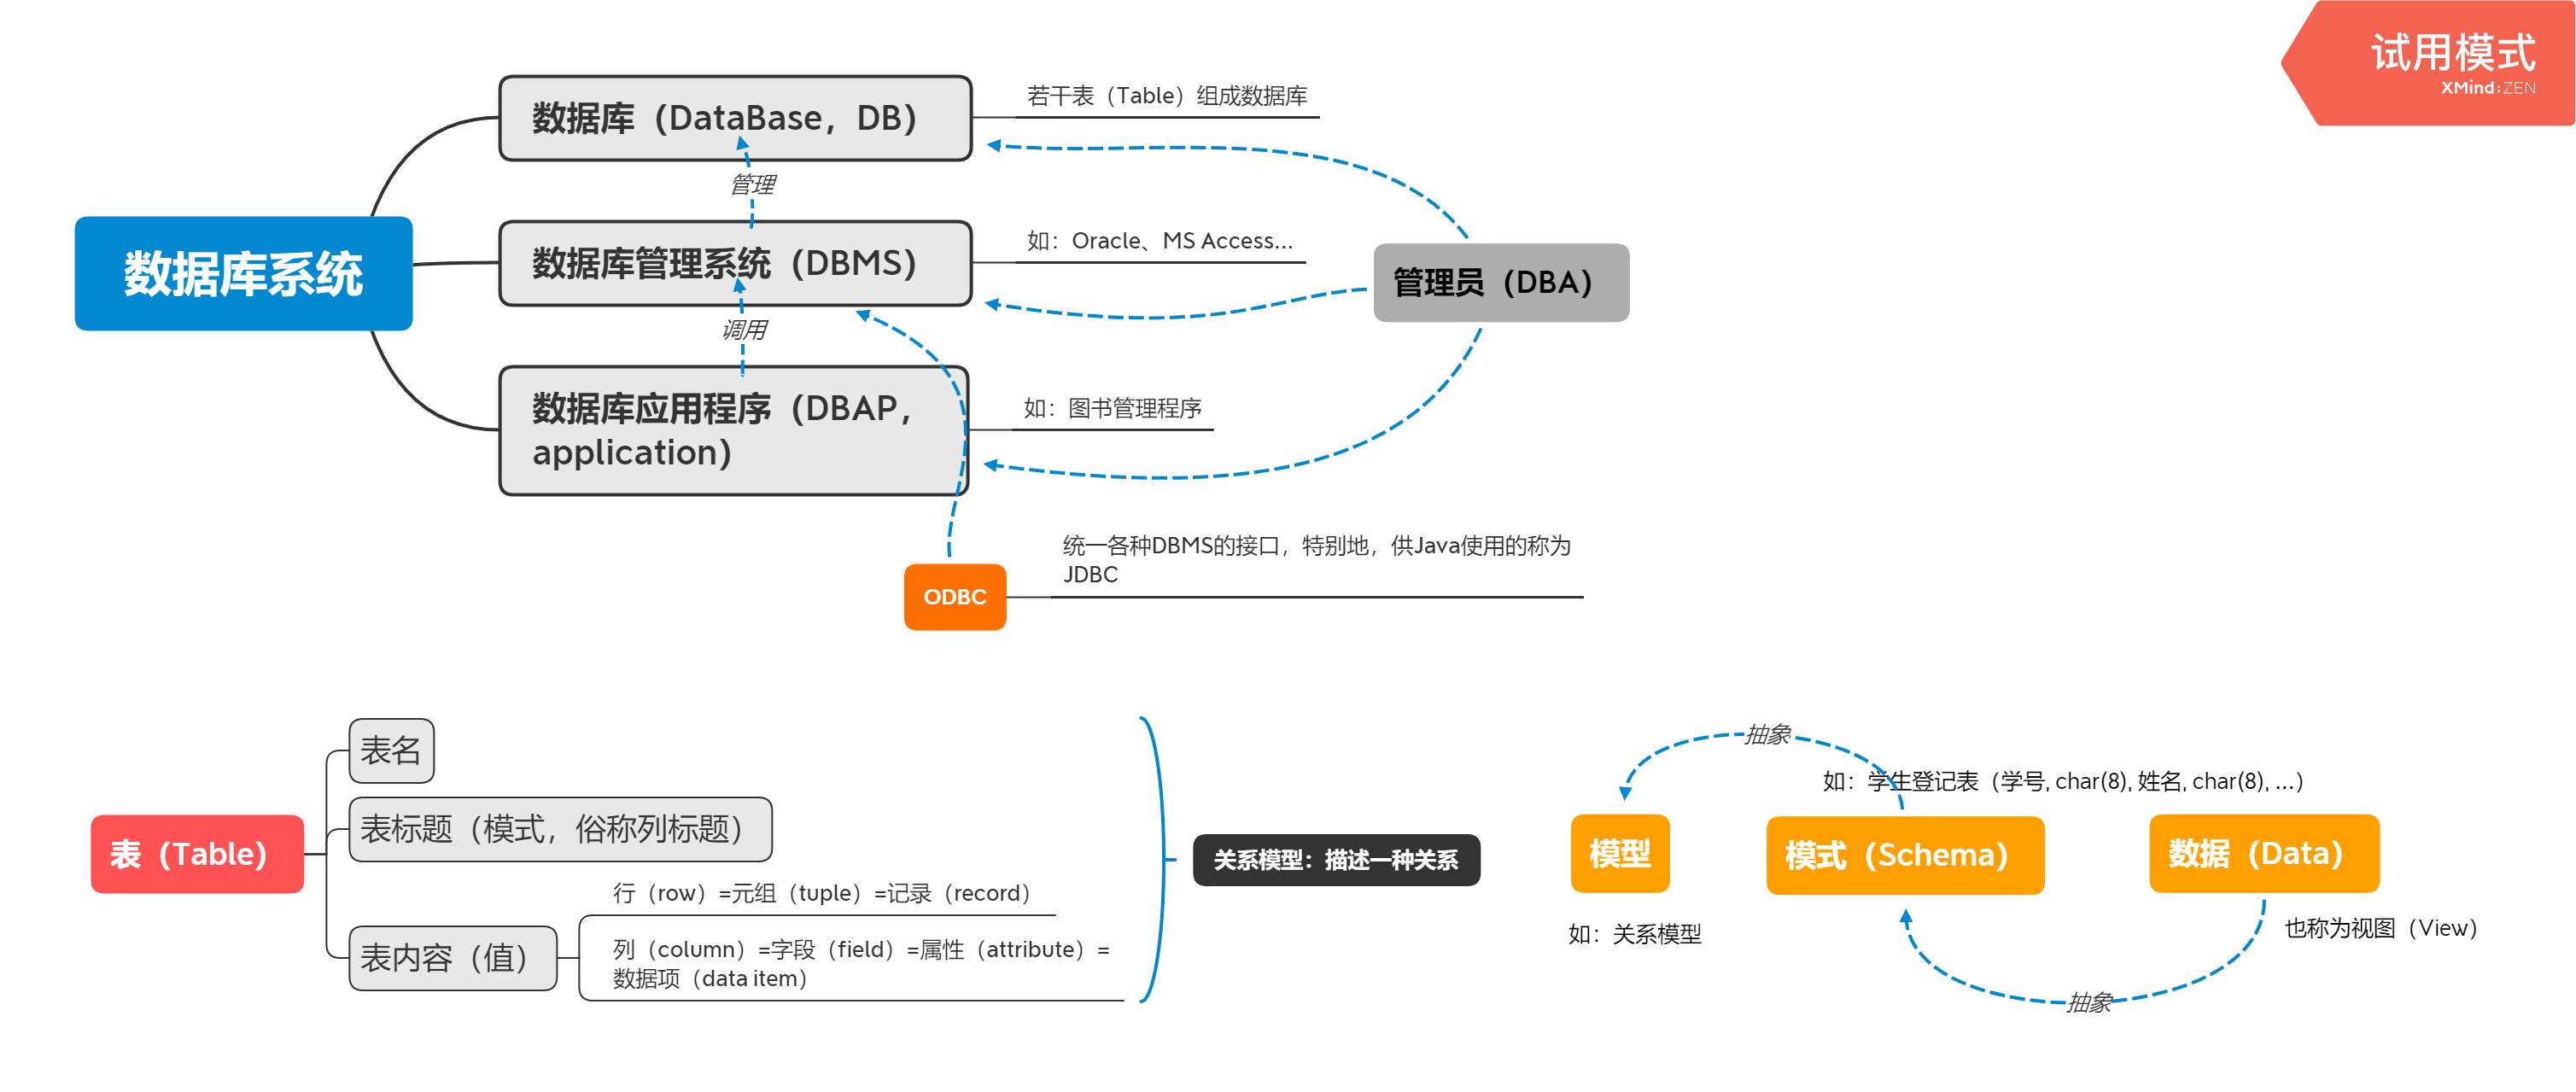 试用模式
XMind:ZEN
数据库（DataBase，DB）
若干表（Table）组成数据库
管理
数据库系统
数据库管理系统（DBMS）
如：Oracle、MS Access...
管理员（DBA）
调用
数据库应用程序（DBAP，
application）
如：图书管理程序
统一各种DBMS的接口，特别地，供Java使用的称为
JDBC
ODBC
表（Table）
表名
表标题（模式，俗称列标题）
表内容（值）
行（row）=元组（tuple）=记录（record）
列（column）=字段（field）=属性（attribute）=
数据项（data item）
关系模型：描述一种关系
抽象
如：学生登记表（学号, char(8), 姓名, char(8), ...）
模型
模式（Schema）
数据（Data）
如：关系模型
也称为视图（View）
抽象